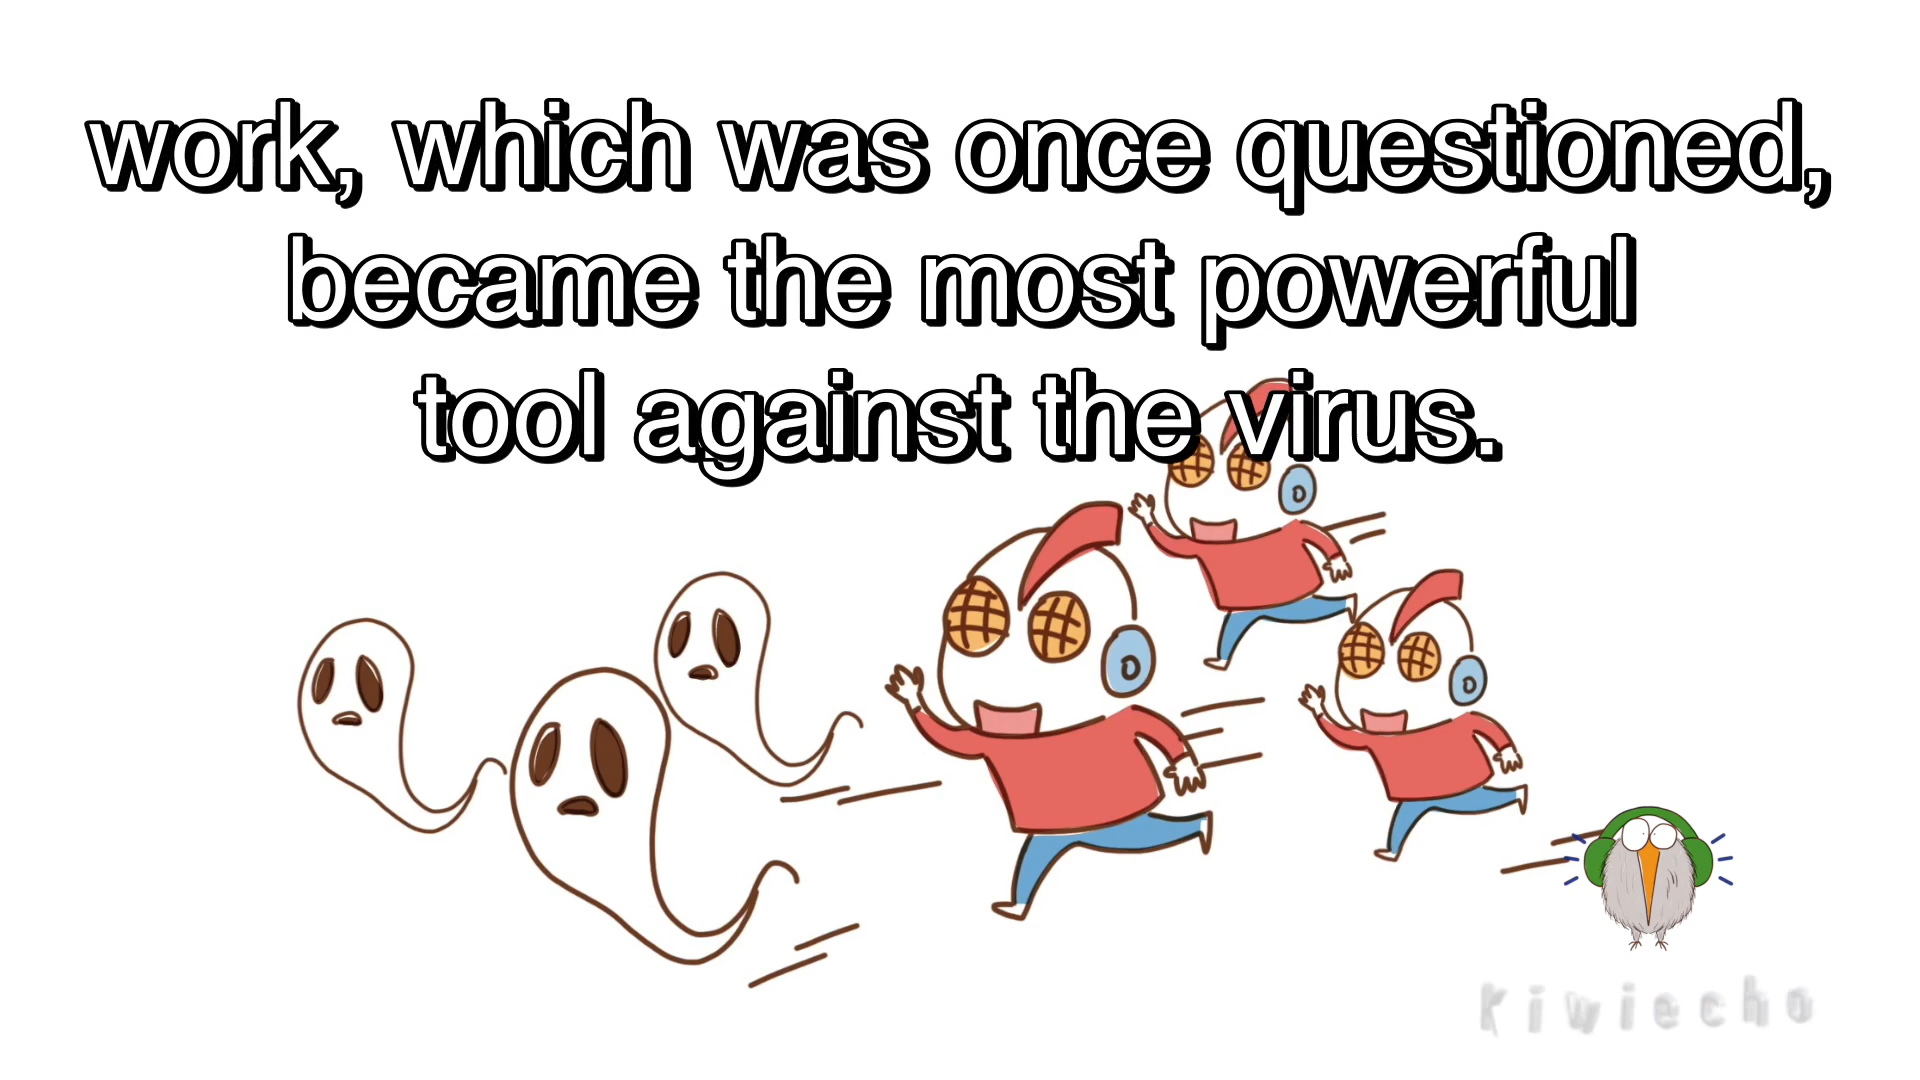 work, which was once questioned,
became the most powerful
tool against the virus.
Kiwiecho